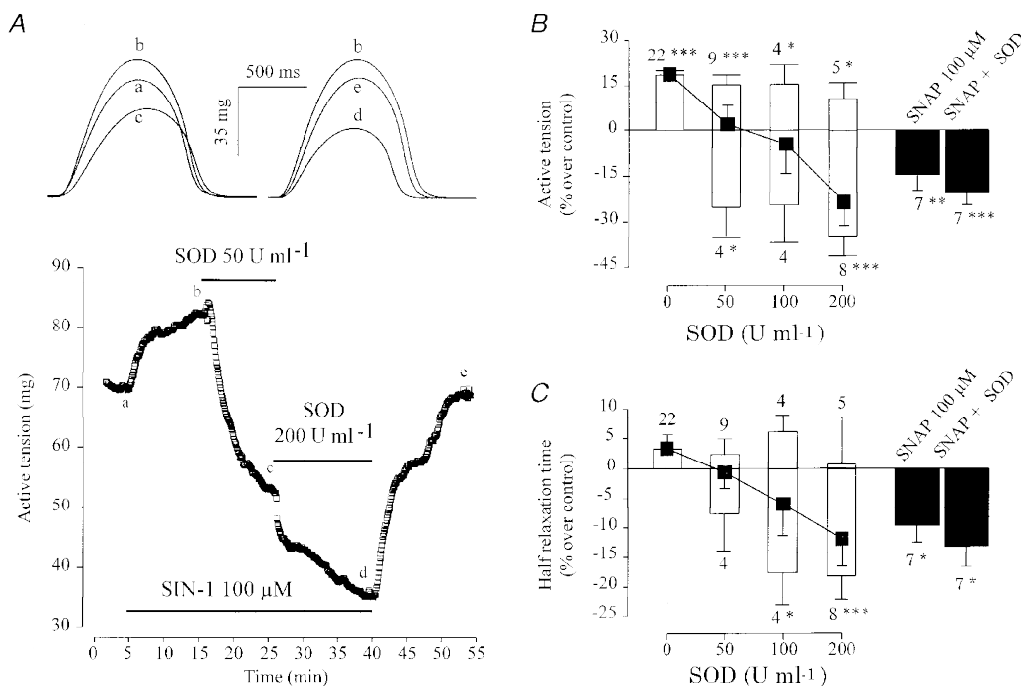 A
b
a
c
500 ms
35 mg
b
e
d
SOD 50 U ml-1
SOD
200 U ml-1
SIN-1 100 µM
a
b
c
d
e
Active tension (mg)
90
80
70
60
50
40
30
0 5 10 15 20 25 30 35 40 45 50 55
Time (min)
B
Active tension
(% over control)
30
15
0
-15
-30
-45
22 ***
9 ***
4 *
5 *
4 *
4
8 ***
SNAP 100 µM
SNAP + SOD
7 **
7 ***
0 50 100 200
SOD (U ml-1)
C
Half relaxation time
(% over control)
10
5
0
-5
-10
-15
-20
-25
22
9
4
5
4
4 *
8 ***
SNAP 100 µM
SNAP + SOD
7 *
7 *
0 50 100 200
SOD (U ml-1)